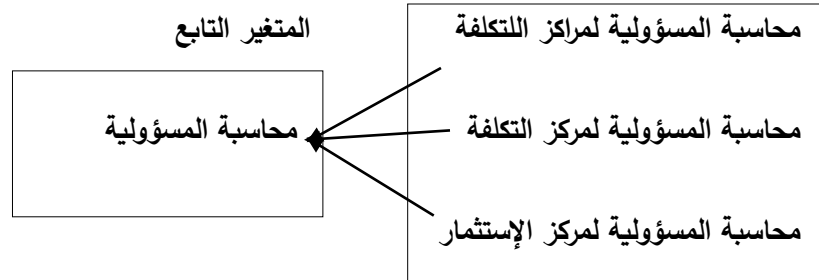 محاسبة المسؤولية لمراكز اللتكلفة
المتغير التابع
محاسبة المسؤولية لمركز التكلفة
محاسبة المسؤولية
محاسبة المسؤولية لمركز الإستثمار